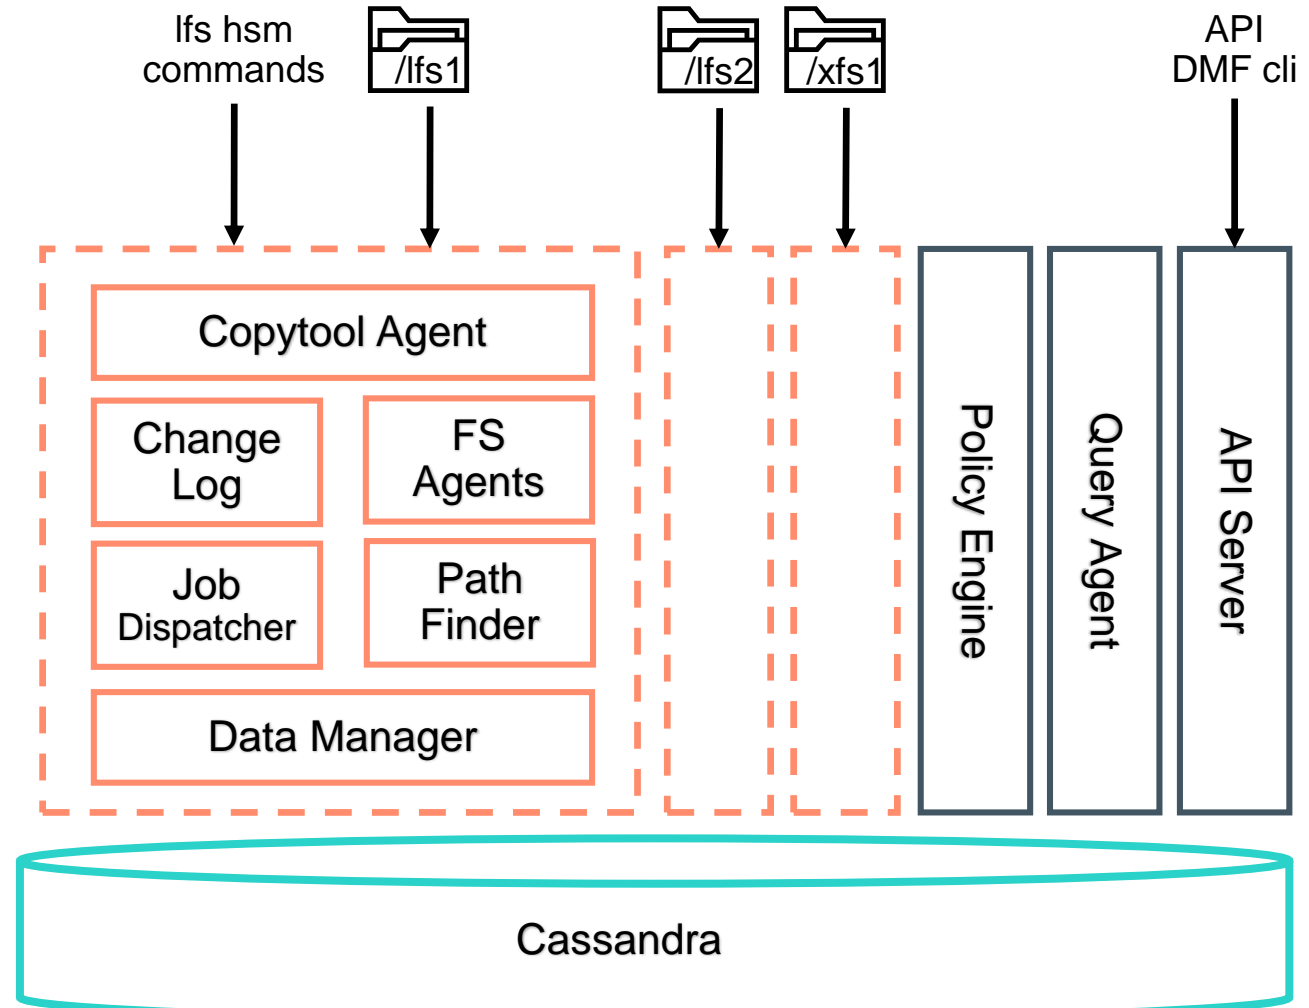 lfs hsm
commands
/lfs1
/lfs2
/xfs1
API
DMF cli
Copytool Agent
Change
Log
FS
Agents
Job
Dispatcher
Path
Finder
Data Manager
Policy Engine
Query Agent
API Server
Cassandra